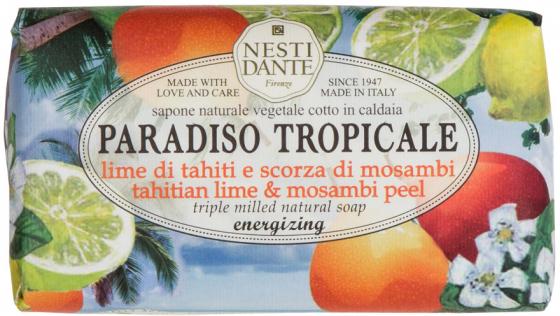 NESTI
DANTE
Firenze
MADE WITH
LOVE AND CARE
SINCE 1947
MADE IN ITALY
sapone naturale vegetale cotto in caldaia
PARADISO TROPICALE
lime di tahiti e scorza di mosambi
tahitian lime & mosambi peel
triple milled natural soap
energizing